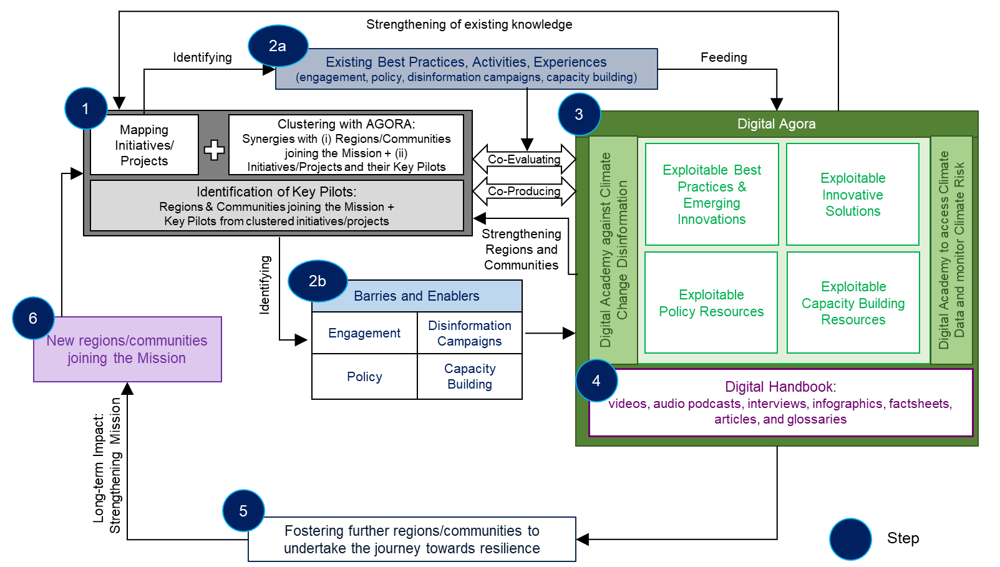 Strengthening of existing knowledge
2a
Identifying
Existing Best Practices, Activities, Experiences
(engagement, policy, disinformation campaigns, capacity building)
Feeding
1
Mapping
Initiatives/
Projects
Clustering with AGORA:
Synergies with (i) Regions/Communities
joining the Mission + (ii)
Initiatives/Projects and their Key Pilots
Identification of Key Pilots:
Regions & Communities joining the Mission +
Key Pilots from clustered initiatives/projects
Co-Evaluating
Co-Producing
Strengthening
Regions and
Communities
3
Digital Agora
Digital Academy against Climate
Change Disinformation
Exploitable Best
Practices &
Emerging
Innovations
Exploitable
Innovative
Solutions
Exploitable
Policy Resources
Exploitable
Capacity Building
Resources
Digital Academy to access Climate
Data and monitor Climate Risk
Identifying
2b
Barries and Enablers
Engagement
Disinformation
Campaigns
Policy
Capacity
Building
6
New regions/communities
joining the Mission
4
Digital Handbook:
videos, audio podcasts, interviews, infographics, factsheets,
articles, and glossaries
Long-term Impact:
Strengthening Mission
5
Fostering further regions/communities to
undertake the journey towards resilience
Step